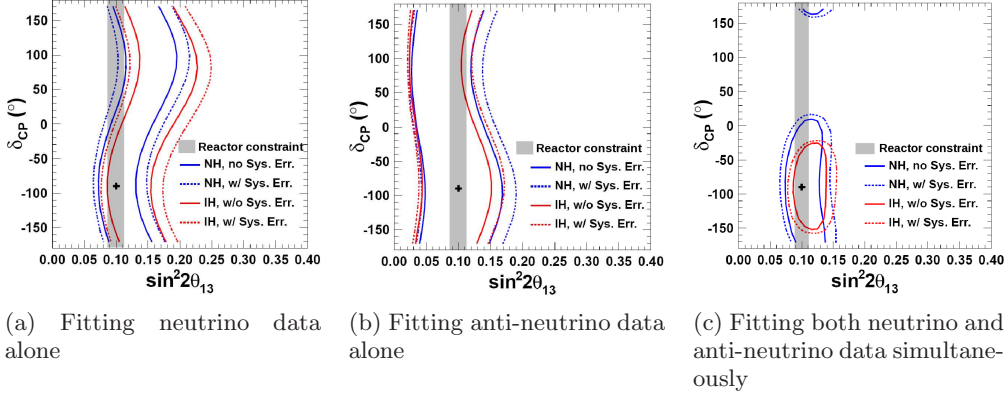 (a)
(b)
(c)
δCP (°)
150
100
50
0
-50
-100
-150
Reactor constraint
NH, no Sys. Err.
NH, w/ Sys. Err.
IH, w/o Sys. Err.
IH, w/ Sys. Err.
0.00 0.05 0.10 0.15 0.20 0.25 0.30 0.35 0.40
sin²2θ13
δCP (°)
150
100
50
0
-50
-100
-150
Reactor constraint
NH, no Sys. Err.
NH, w/ Sys. Err.
IH, w/o Sys. Err.
IH, w/ Sys. Err.
0.00 0.05 0.10 0.15 0.20 0.25 0.30 0.35 0.40
sin²2θ13
δCP (°)
150
100
50
0
-50
-100
-150
Reactor constraint
NH, no Sys. Err.
NH, w/ Sys. Err.
IH, w/o Sys. Err.
IH, w/ Sys. Err.
0.00 0.05 0.10 0.15 0.20 0.25 0.30 0.35 0.40
sin²2θ13
(a) Fitting neutrino data
alone
(b) Fitting anti-neutrino data
alone
(c) Fitting both neutrino and
anti-neutrino data simultane-
ously